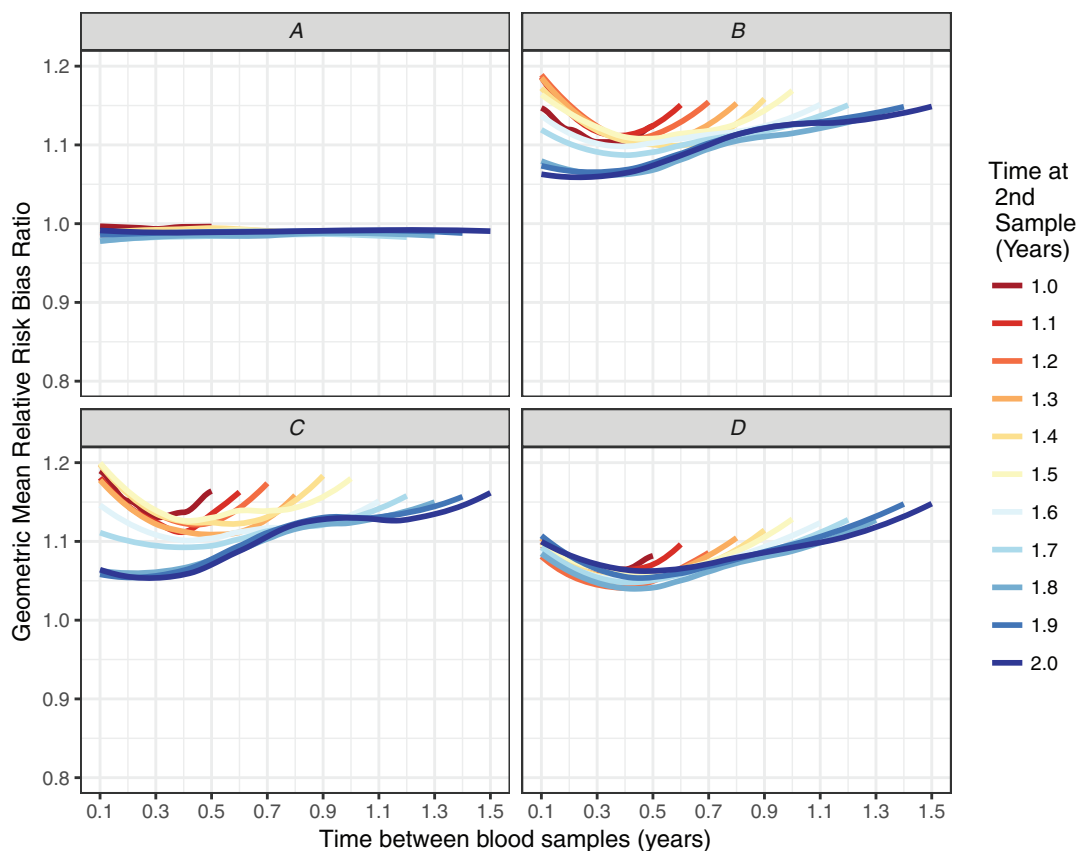 A
B
1.2
1.1
1.0
0.9
0.8
C
D
1.2
1.1
1.0
0.9
0.8
0.1 0.3 0.5 0.7 0.9 1.1 1.3 1.5
0.1 0.3 0.5 0.7 0.9 1.1 1.3 1.5
Time between blood samples (years)
Geometric Mean Relative Risk Bias Ratio
Time at
2nd
Sample
(Years)
1.0
1.1
1.2
1.3
1.4
1.5
1.6
1.7
1.8
1.9
2.0